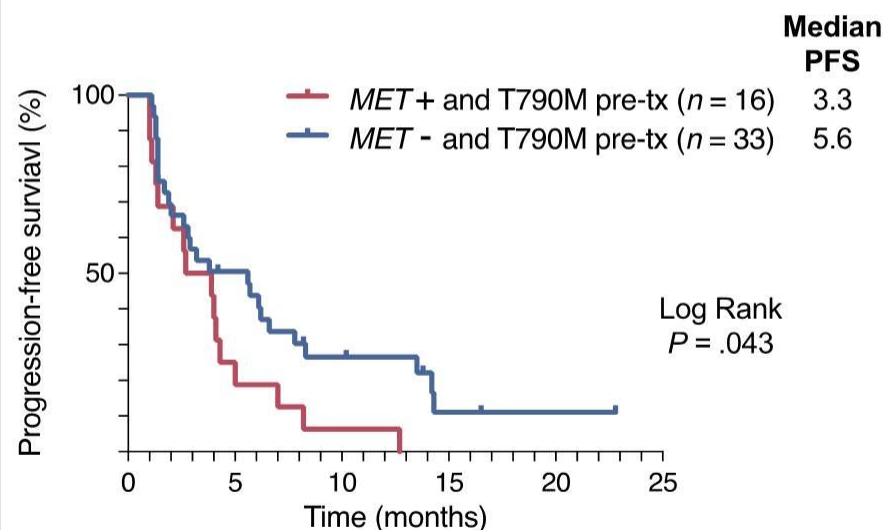 Median
PFS
MET+ and T790M pre-tx (n = 16) 3.3
MET - and T790M pre-tx (n = 33) 5.6
Progression-free surviavl (%)
100
50
Log Rank
P = .043
0 5 10 15 20 25
Time (months)